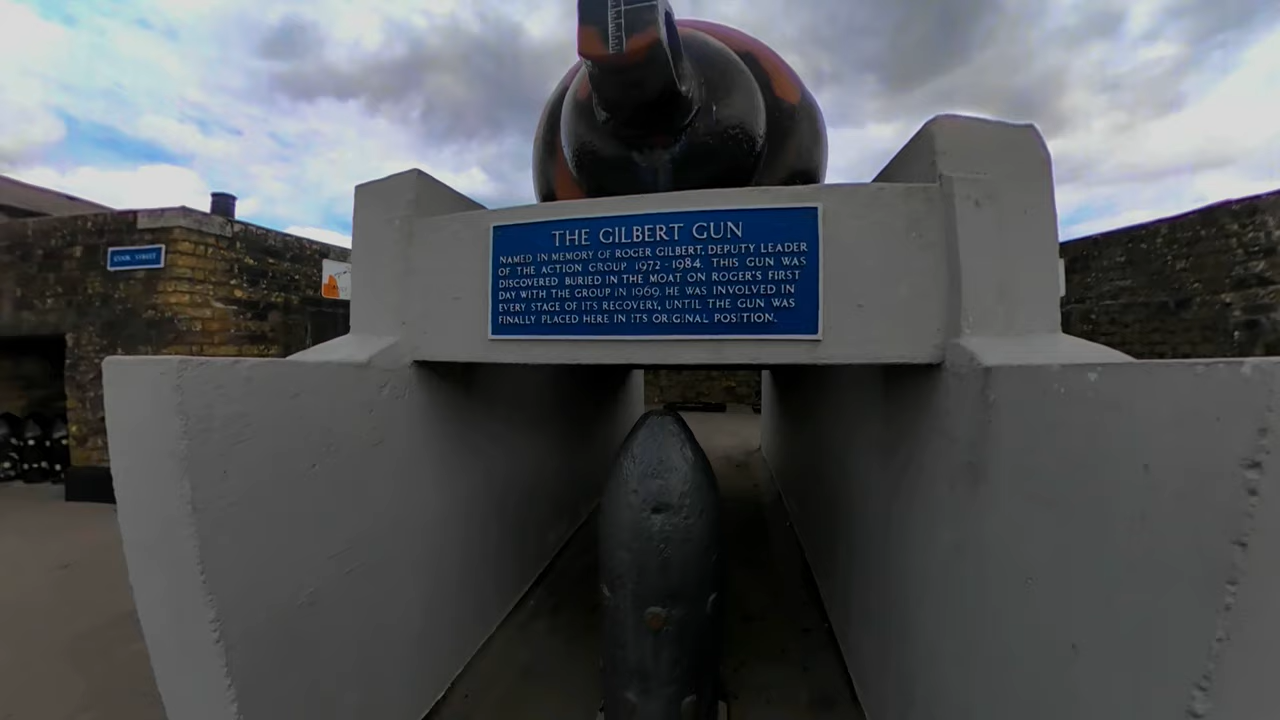 THE GILBERT GUN
NAMED IN MEMORY OF ROGER GILBERT, DEPUTY LEADER
OF THE ACTION GROUP 1972 - 1984. THIS GUN WAS
DISCOVERED BURIED IN THE MOAT ON ROGER'S FIRST
DAY WITH THE GROUP IN 1969. HE WAS INVOLVED IN
EVERY STAGE OF ITS RECOVERY, UNTIL THE GUN WAS
FINALLY PLACED HERE IN ITS ORIGINAL POSITION.
COOK STREET